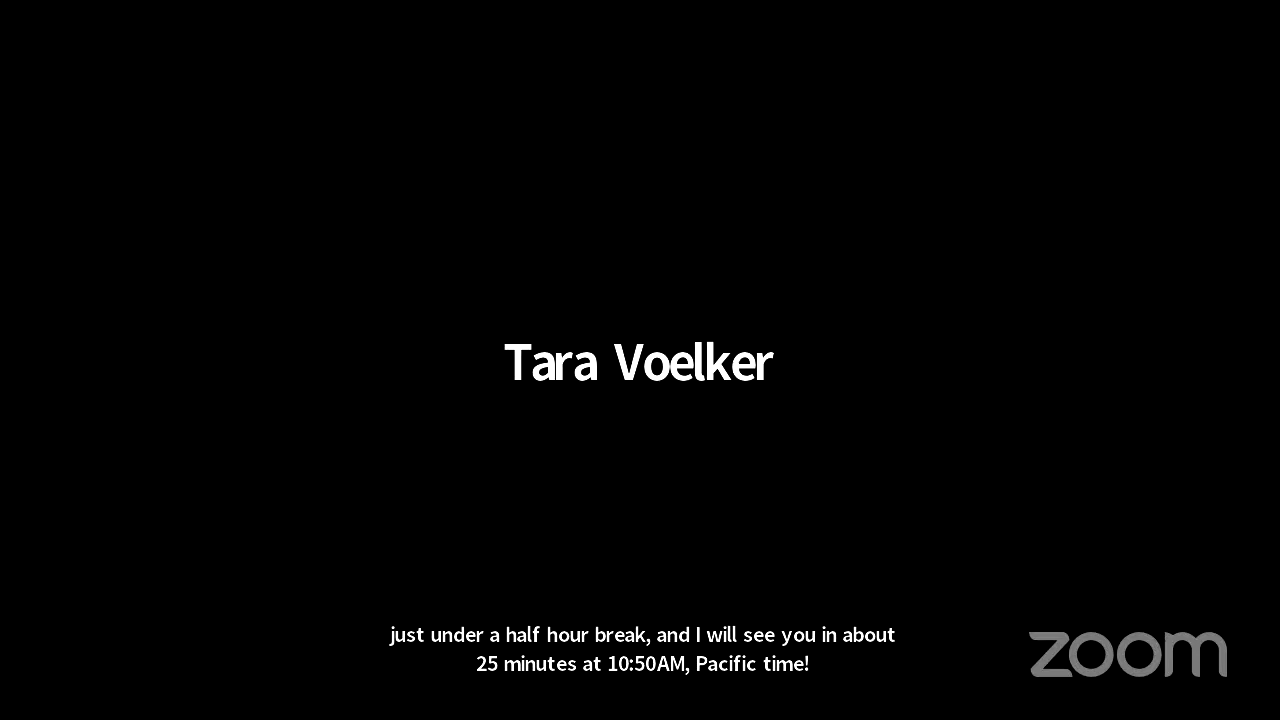 Tara Voelker
just under a half hour break, and I will see you in about
25 minutes at 10:50AM, Pacific time!
zoom